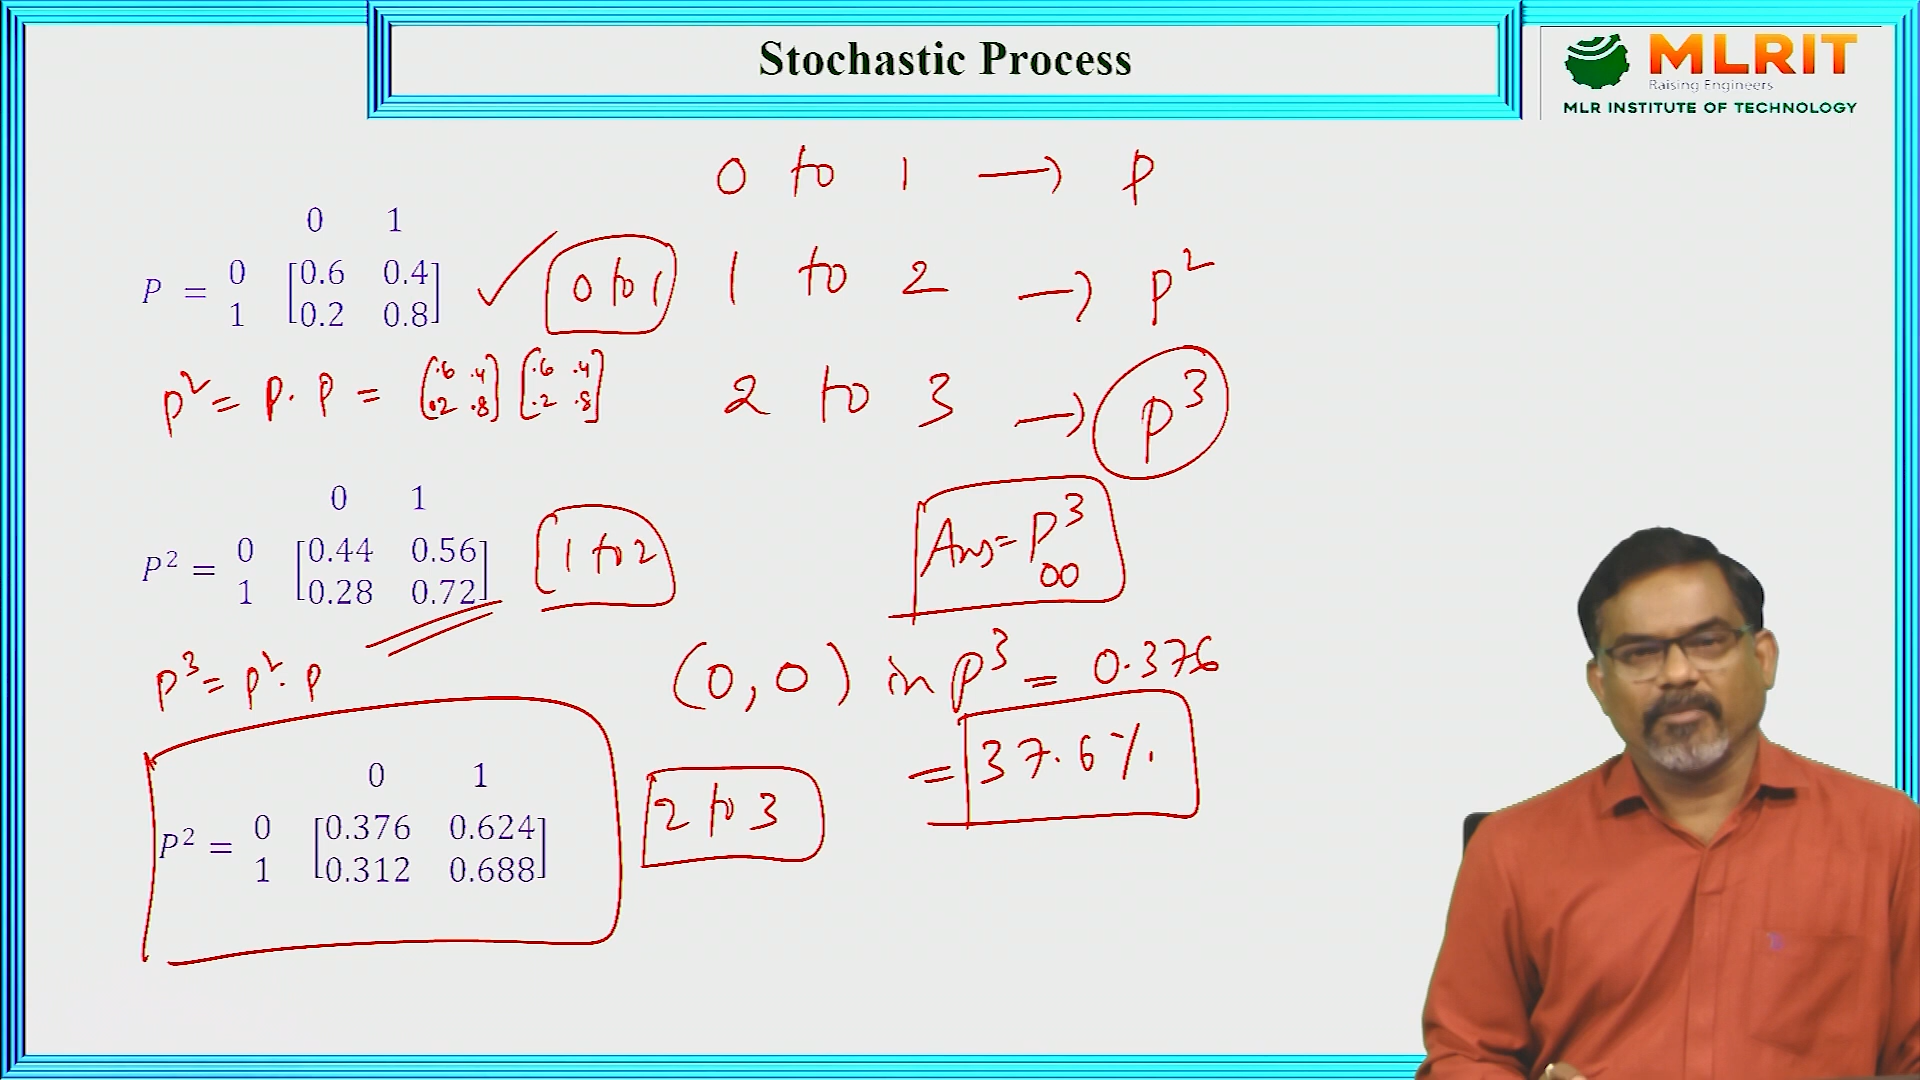 Stochastic Process
MLRIT
Raising Engineers
MLR INSTITUTE OF TECHNOLOGY
0 to 1 → P
0 1
P = 0 [0.6 0.4]
1 [0.2 0.8]
0 to 1
1 to 2 → P²
P² = P . P = [.6 .4 .2 .8] [.6 .4 .2 .8]
2 to 3 → P³
0 1
P² = 0 [0.44 0.56]
1 [0.28 0.72]
1 to 2
Ans = P³₀₀
P³ = P² . P
(0,0) in P³ = 0.376
= 37.6%
0 1
P² = 0 [0.376 0.624]
1 [0.312 0.688]
2 to 3